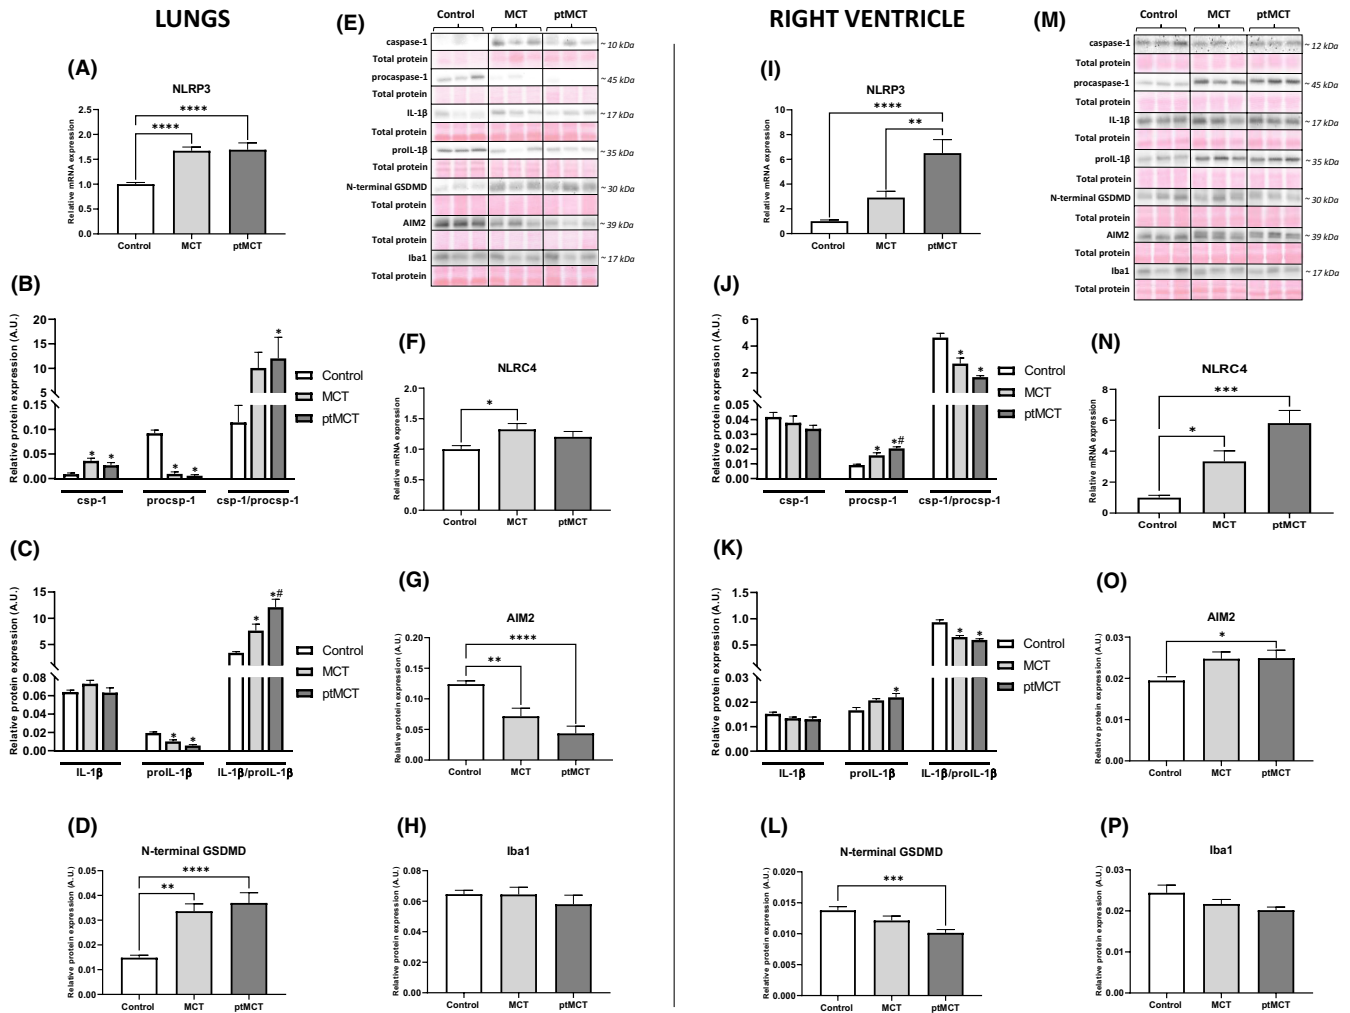 LUNGS
(A)
NLRP3
Relative mRNA expression
2.5
2.0
1.5
1.0
0.5
0.0
****
****
Control MCT ptMCT
(E)
Control MCT ptMCT
caspase-1 ~ 10 kDa
Total protein
procaspase-1 ~ 45 kDa
Total protein
IL-1β ~ 17 kDa
Total protein
proIL-1β ~ 35 kDa
Total protein
N-terminal GSDMD ~ 30 kDa
Total protein
AIM2 ~ 39 kDa
Total protein
Iba1 ~ 17 kDa
Total protein
(B)
Relative protein expression (A.U.)
20
15
10
5
0.15
0.10
0.05
0.00
* * * * *
csp-1 procsp-1 csp-1/procsp-1
Control
MCT
ptMCT
(F)
NLRC4
Relative mRNA expression
2.0
1.5
1.0
0.5
0.0
*
Control MCT ptMCT
(C)
Relative protein expression (A.U.)
15
10
5
0.08
0.06
0.04
0.02
0.00
* * * *#
IL-1β proIL-1β IL-1β/proIL-1β
Control
MCT
ptMCT
(G)
AIM2
Relative protein expression (A.U.)
0.20
0.15
0.10
0.05
0.00
****
**
Control MCT ptMCT
(D)
N-terminal GSDMD
Relative protein expression (A.U.)
0.05
0.04
0.03
0.02
0.01
0.00
****
**
Control MCT ptMCT
(H)
Iba1
Relative protein expression (A.U.)
0.08
0.06
0.04
0.02
0.00
Control MCT ptMCT
RIGHT VENTRICLE
(I)
NLRP3
Relative mRNA expression
10
8
6
4
2
0
****
**
Control MCT ptMCT
(M)
Control MCT ptMCT
caspase-1 ~ 12 kDa
Total protein
procaspase-1 ~ 45 kDa
Total protein
IL-1β ~ 17 kDa
Total protein
proIL-1β ~ 35 kDa
Total protein
N-terminal GSDMD ~ 30 kDa
Total protein
AIM2 ~ 39 kDa
Total protein
Iba1 ~ 17 kDa
Total protein
(J)
Relative protein expression (A.U.)
6
4
2
0.05
0.04
0.03
0.02
0.01
0.00
* *# * *
csp-1 procsp-1 csp-1/procsp-1
Control
MCT
ptMCT
(N)
NLRC4
Relative mRNA expression
8
6
4
2
0
***
*
Control MCT ptMCT
(K)
Relative protein expression (A.U.)
1.5
1.0
0.5
0.03
0.02
0.01
0.00
* * *
IL-1β proIL-1β IL-1β/proIL-1β
Control
MCT
ptMCT
(O)
AIM2
Relative protein expression (A.U.)
0.03
0.02
0.01
0.00
*
Control MCT ptMCT
(L)
N-terminal GSDMD
Relative protein expression (A.U.)
0.020
0.015
0.010
0.005
0.000
***
Control MCT ptMCT
(P)
Iba1
Relative protein expression (A.U.)
0.03
0.02
0.01
0.00
Control MCT ptMCT